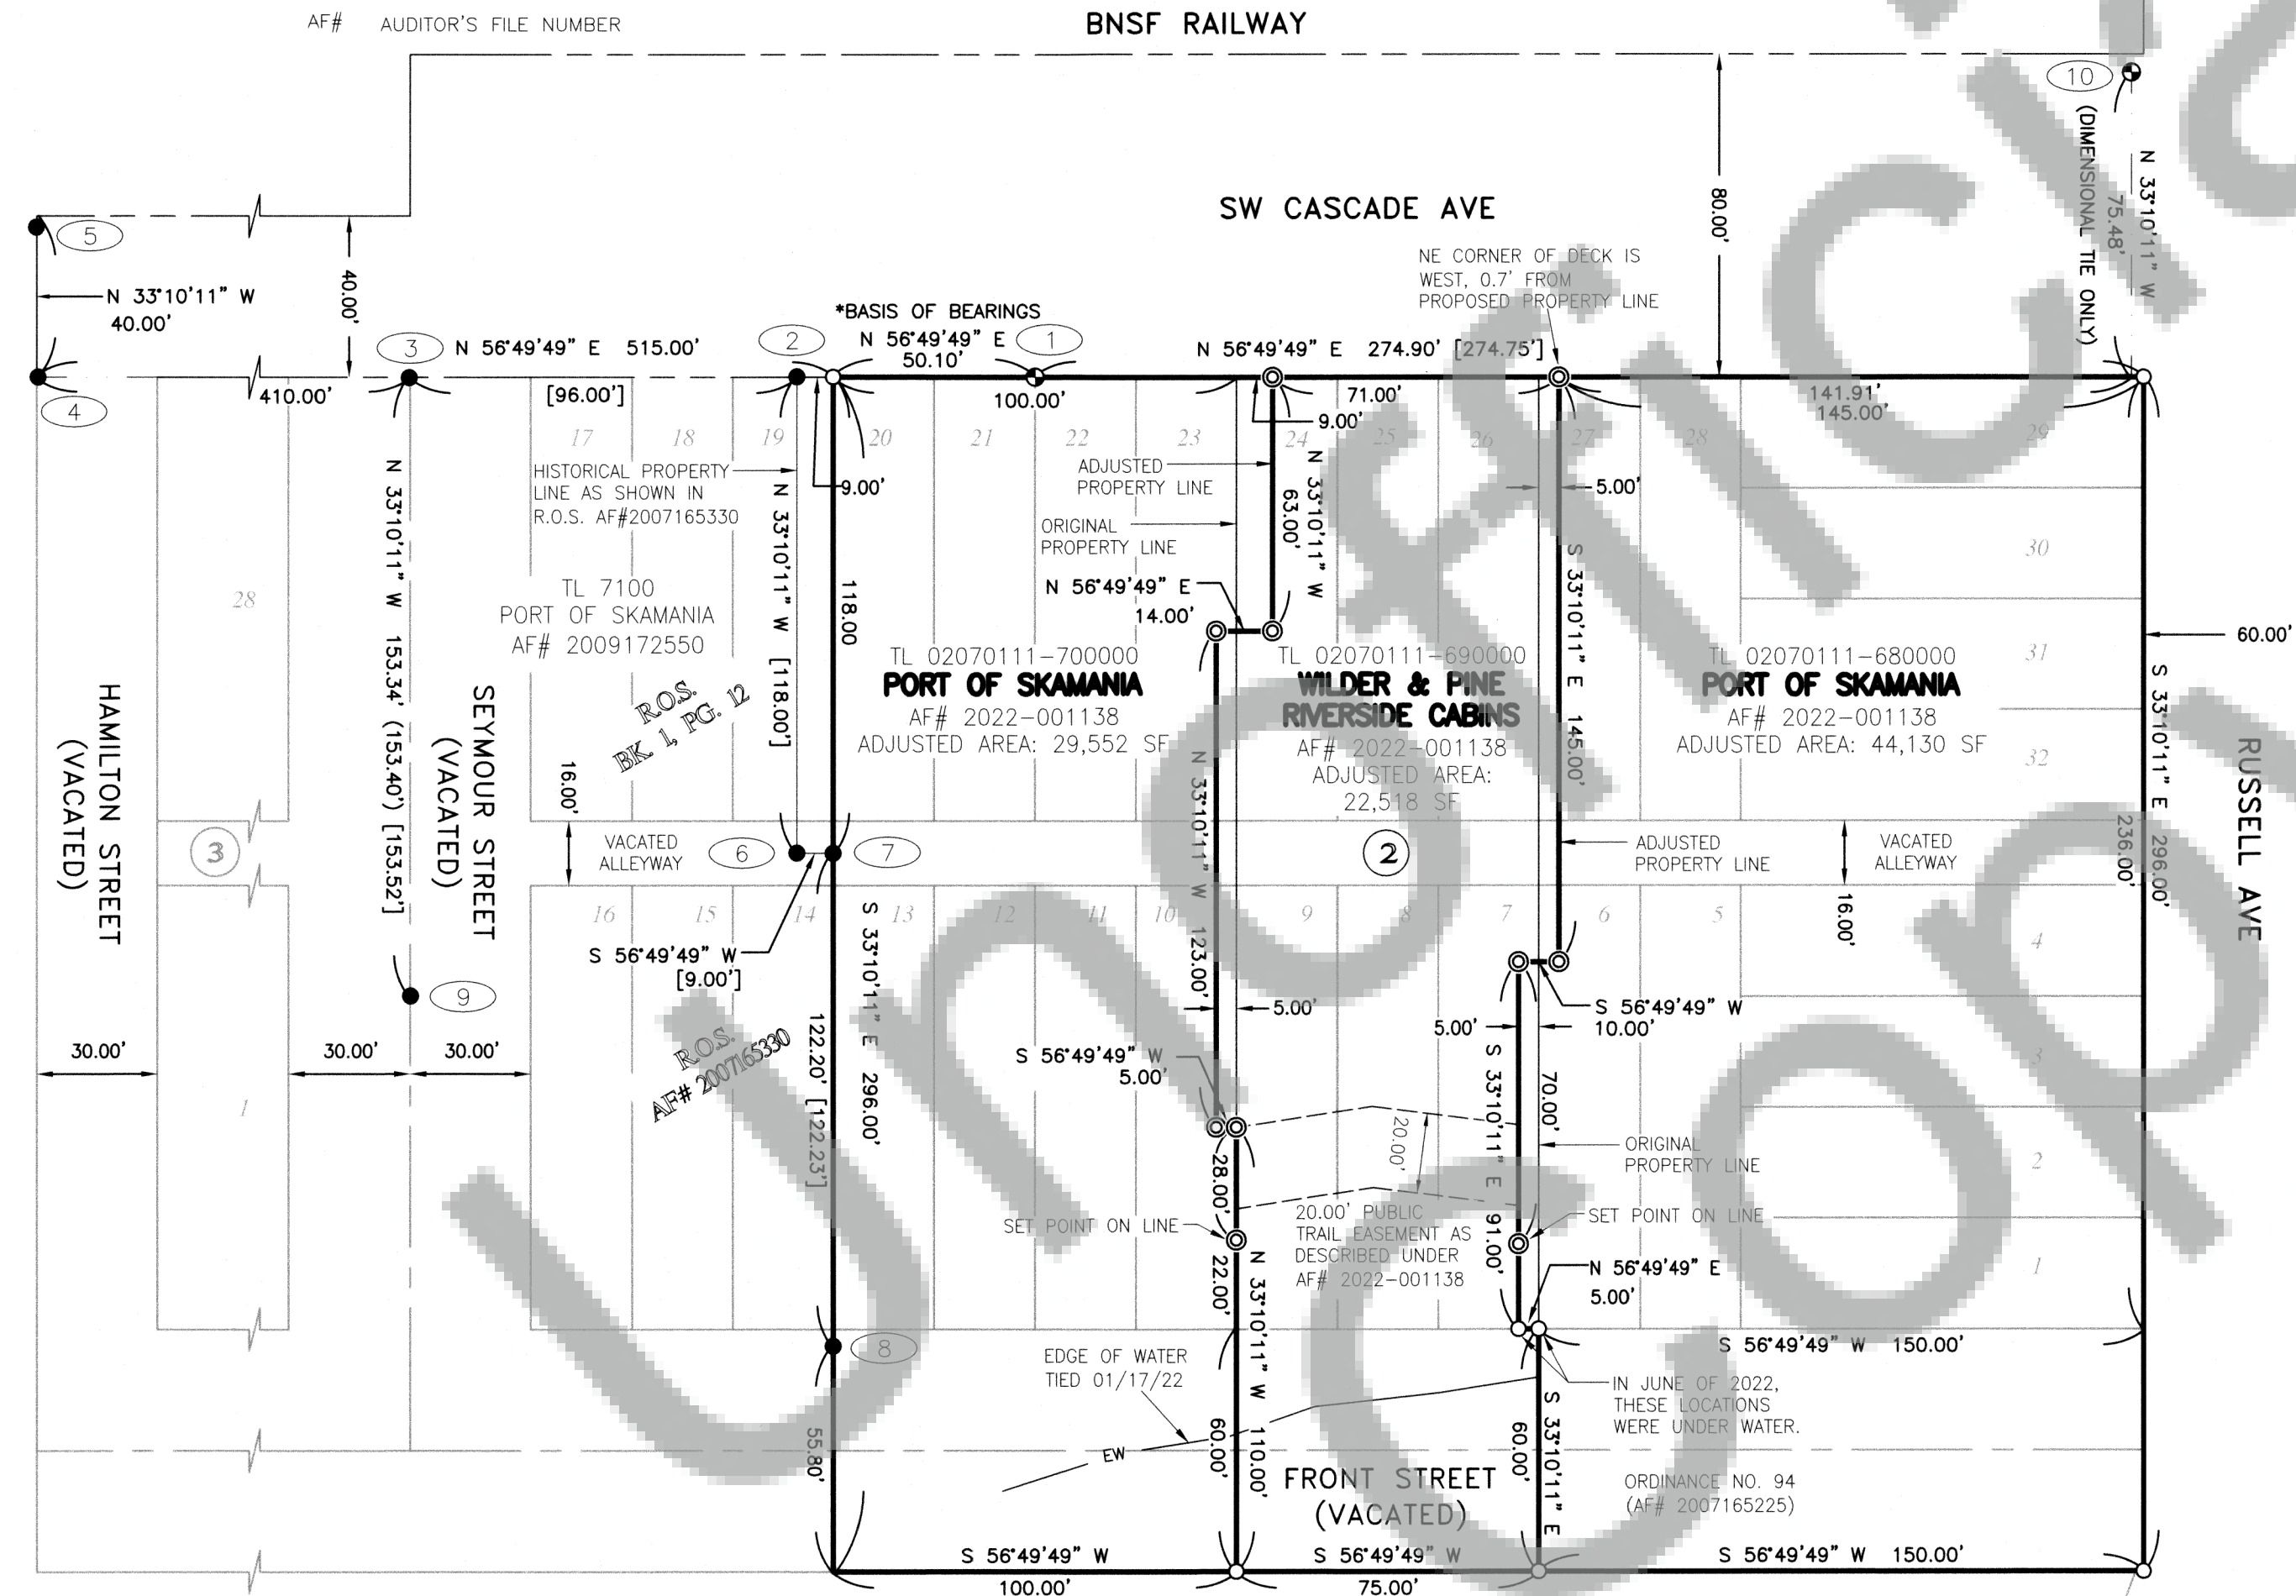 AF# AUDITOR'S FILE NUMBER
BNSF RAILWAY
10
N 33°10'11" W
75.48'
(DIMENSIONAL TIE ONLY)
80.00'
SW CASCADE AVE
5
40.00'
N 33°10'11" W
40.00'
NE CORNER OF DECK IS
WEST, 0.7' FROM
PROPOSED PROPERTY LINE
*BASIS OF BEARINGS
N 56°49'49" E
50.10'
1
2
3
N 56°49'49" E 515.00'
N 56°49'49" E 274.90' [274.75']
4
410.00'
[96.00']
100.00'
71.00'
9.00'
141.91'
145.00'
17
18
19
20
21
22
23
24
25
26
27
28
29
HISTORICAL PROPERTY
LINE AS SHOWN IN
R.O.S. AF#2007165330
9.00'
ADJUSTED
PROPERTY LINE
ORIGINAL
PROPERTY LINE
N 33°10'11" W
63.00'
5.00'
N 33°10'11" W 153.34' (153.40') [153.52']
N 33°10'11" W [118.00']
118.00
N 56°49'49" E
14.00'
S 33°10'11" E 145.00'
28
30
31
32
60.00'
TL 7100
PORT OF SKAMANIA
AF# 2009172550
R.O.S.
BK. 1, PG. 12
TL 02070111-700000
PORT OF SKAMANIA
AF# 2022-001138
ADJUSTED AREA: 29,552 SF
TL 02070111-690000
WILDER & PINE
RIVERSIDE CABINS
AF# 2022-001138
ADJUSTED AREA:
22,518 SF
TL 02070111-680000
PORT OF SKAMANIA
AF# 2022-001138
ADJUSTED AREA: 44,130 SF
S 33°10'11" E 296.00'
236.00'
RUSSELL AVE
HAMILTON STREET
(VACATED)
SEYMOUR STREET
(VACATED)
3
16.00'
VACATED
ALLEYWAY
6
7
2
ADJUSTED
PROPERTY LINE
VACATED
ALLEYWAY
16.00'
16
15
14
13
12
11
10
9
8
7
6
5
4
3
2
1
S 56°49'49" W
[9.00']
9
N 33°10'11" W 123.00'
5.00'
S 56°49'49" W
10.00'
5.00'
30.00'
30.00'
30.00'
1
R.O.S.
AF# 2007165330
122.20' [122.23']
S 33°10'11" E 296.00'
S 56°49'49" W
5.00'
S 33°10'11" E 91.00'
70.00'
20.00'
ORIGINAL
PROPERTY LINE
28.00'
SET POINT ON LINE
20.00' PUBLIC
TRAIL EASEMENT AS
DESCRIBED UNDER
AF# 2022-001138
SET POINT ON LINE
22.00'
N 56°49'49" E
5.00'
8
S 56°49'49" W 150.00'
EDGE OF WATER
TIED 01/17/22
IN JUNE OF 2022,
THESE LOCATIONS
WERE UNDER WATER.
55.80'
EW
60.00'
N 33°10'11" W 110.00'
60.00'
S 33°10'11" E
FRONT STREET
(VACATED)
ORDINANCE NO. 94
(AF# 2007165225)
S 56°49'49" W
100.00'
S 56°49'49" W
75.00'
S 56°49'49" W 150.00'
Unofficial
Copy